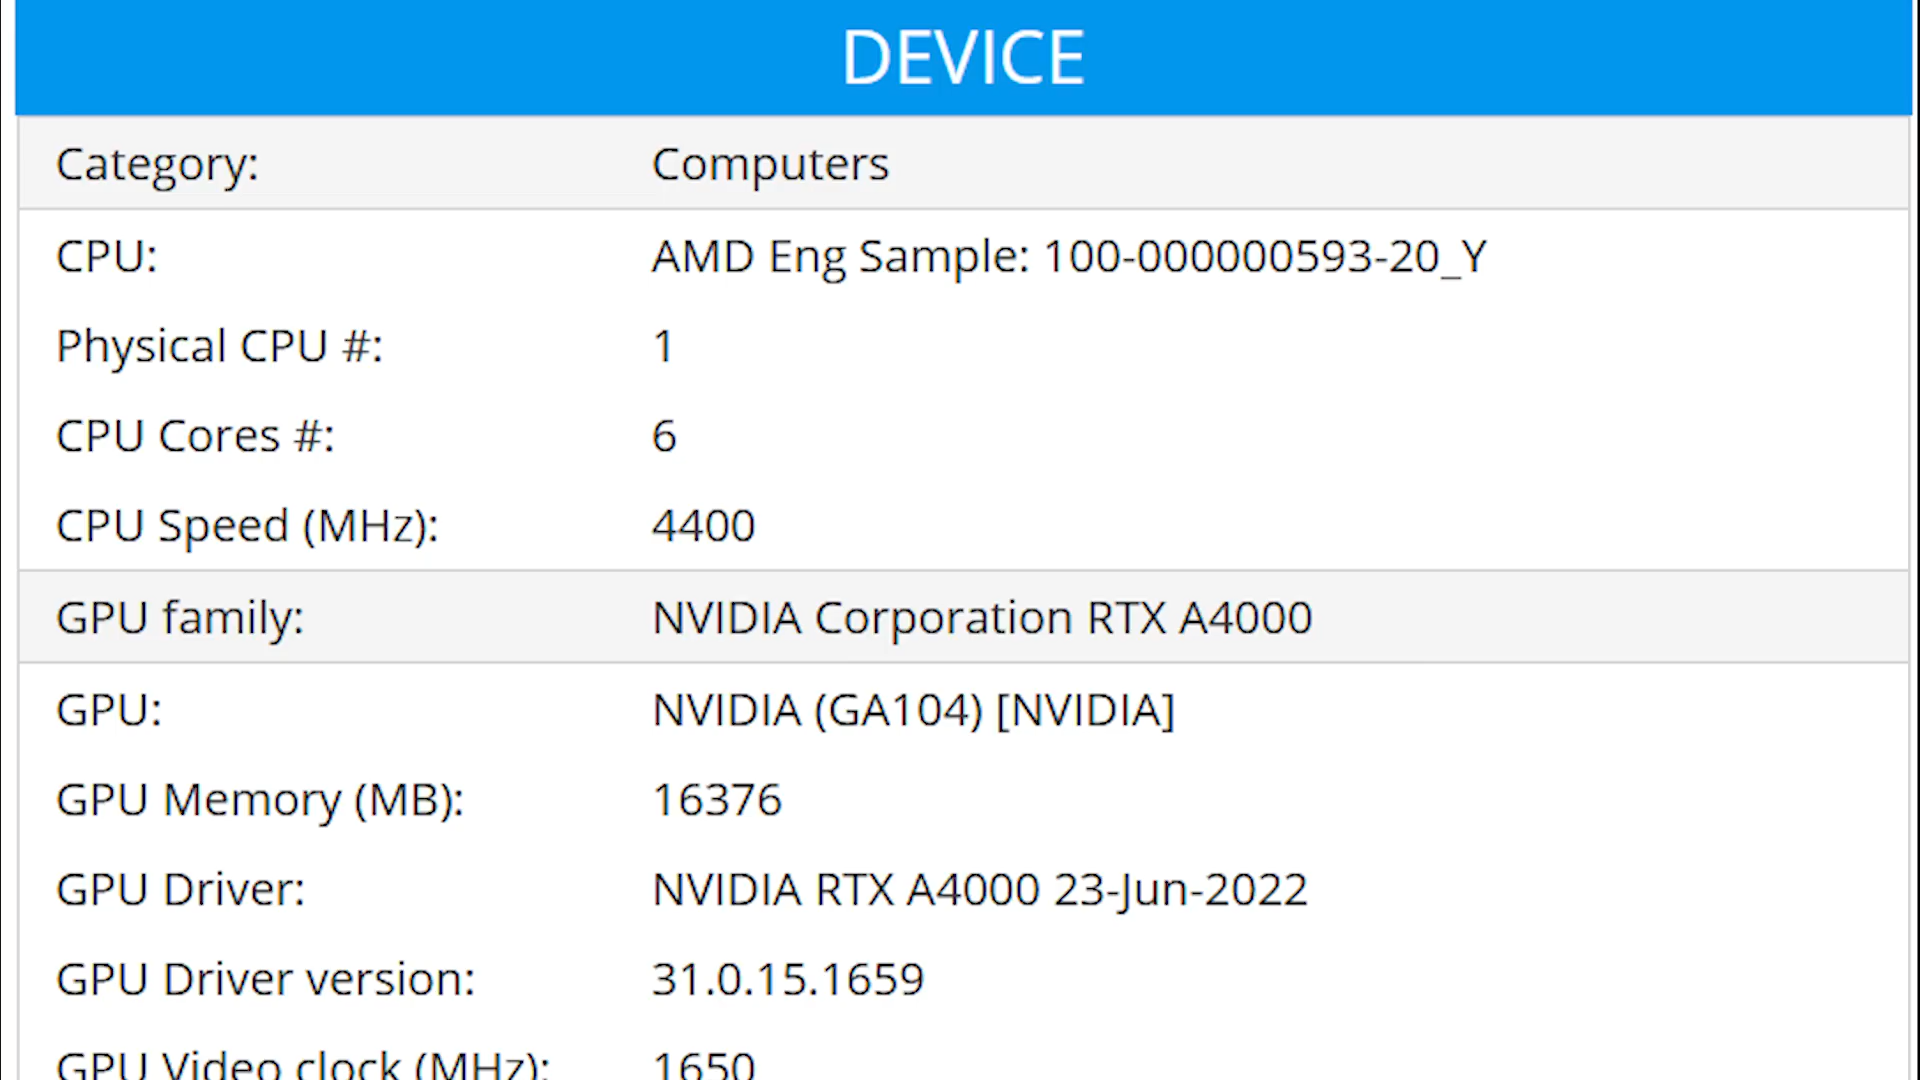 DEVICE
Category: Computers
CPU: AMD Eng Sample: 100-000000593-20_Y
Physical CPU #: 1
CPU Cores #: 6
CPU Speed (MHz): 4400
GPU family: NVIDIA Corporation RTX A4000
GPU: NVIDIA (GA104) [NVIDIA]
GPU Memory (MB): 16376
GPU Driver: NVIDIA RTX A4000 23-Jun-2022
GPU Driver version: 31.0.15.1659
GPU Video clock (MHz): 1650